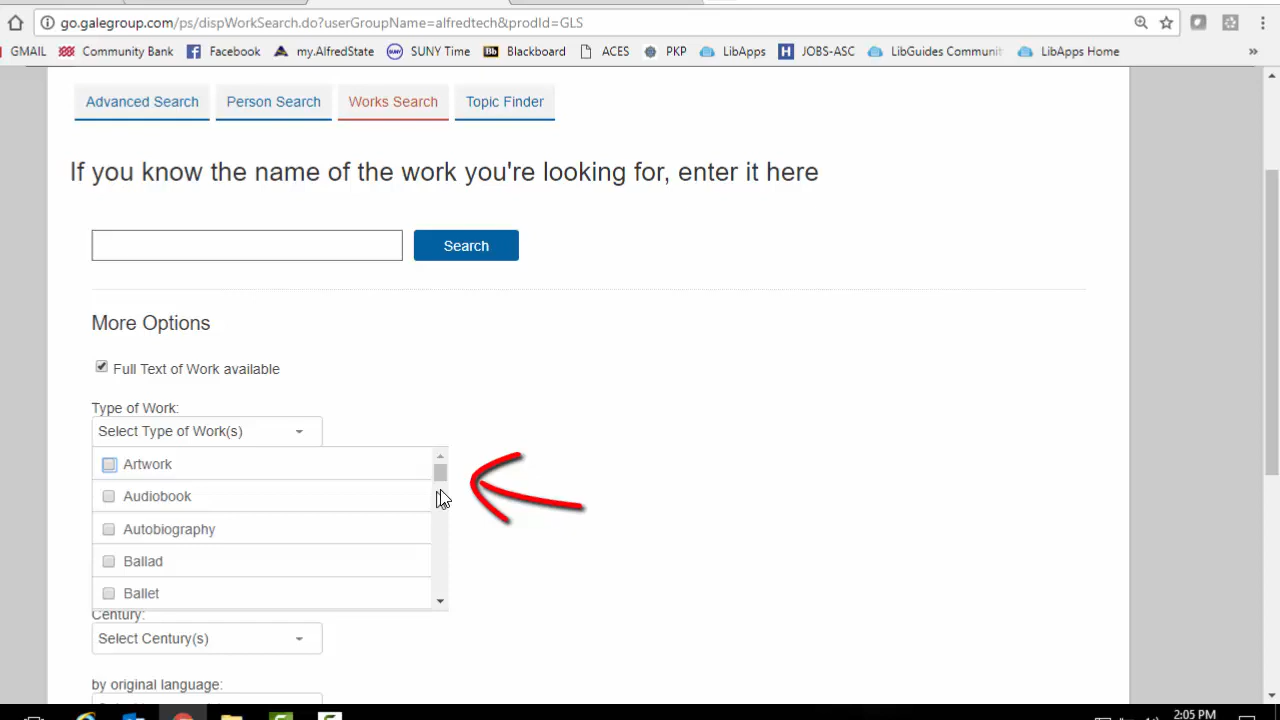 go.galegroup.com/ps/dispWorkSearch.do?userGroupName=alfredtech&prodId=GLS
GMAIL Community Bank Facebook my.AlfredState SUNY Time Bb Blackboard ACES PKP LibApps H JOBS-ASC LibGuides Communit LibApps Home »
Advanced Search Person Search Works Search Topic Finder
If you know the name of the work you're looking for, enter it here
Search
More Options
Full Text of Work available
Type of Work:
Select Type of Work(s)
Artwork
Audiobook
Autobiography
Ballad
Ballet
Century:
Select Century(s)
by original language:
2:05 PM